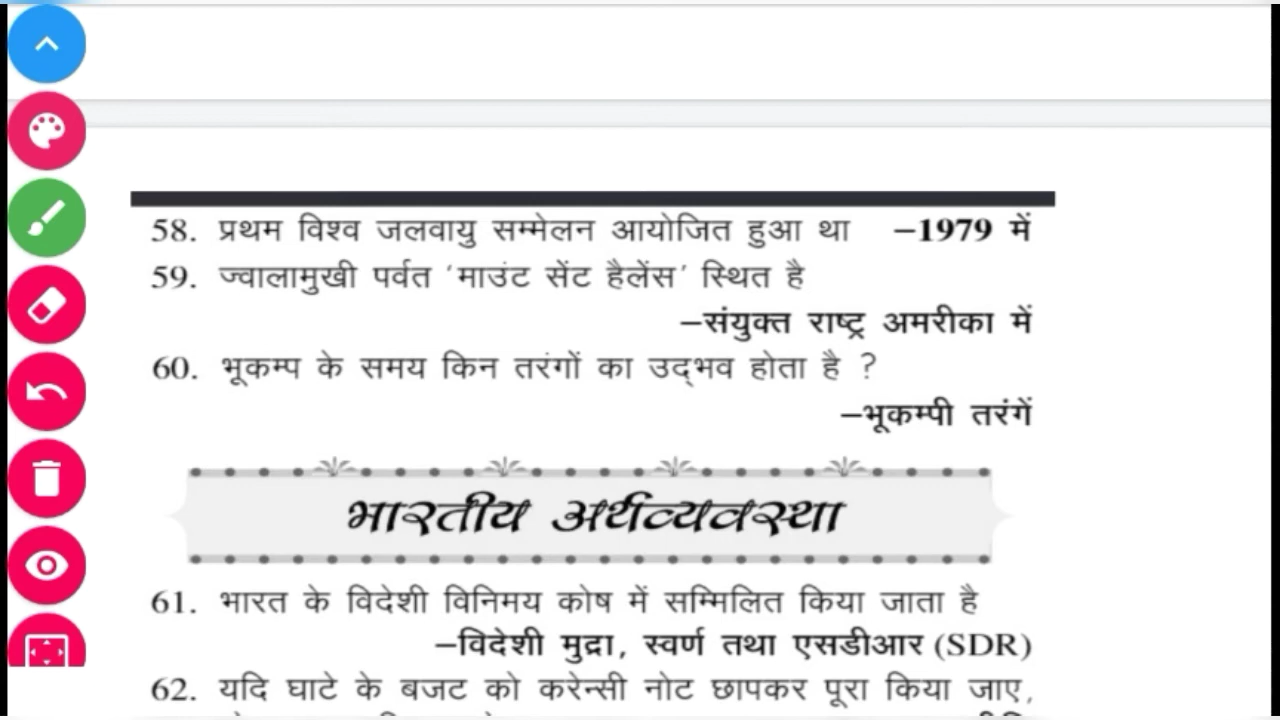 58. प्रथम विश्व जलवायु सम्मेलन आयोजित हुआ था –1979 में
59. ज्वालामुखी पर्वत ‘माउंट सेंट हैलेंस’ स्थित है
–संयुक्त राष्ट्र अमरीका में
60. भूकम्प के समय किन तरंगों का उद्‌भव होता है ?
–भूकम्पी तरंगें
भारतीय अर्थव्यवस्था
61. भारत के विदेशी विनिमय कोष में सम्मिलित किया जाता है
–विदेशी मुद्रा, स्वर्ण तथा एसडीआर (SDR)
62. यदि घाटे के बजट को करेन्सी नोट छापकर पूरा किया जाए,